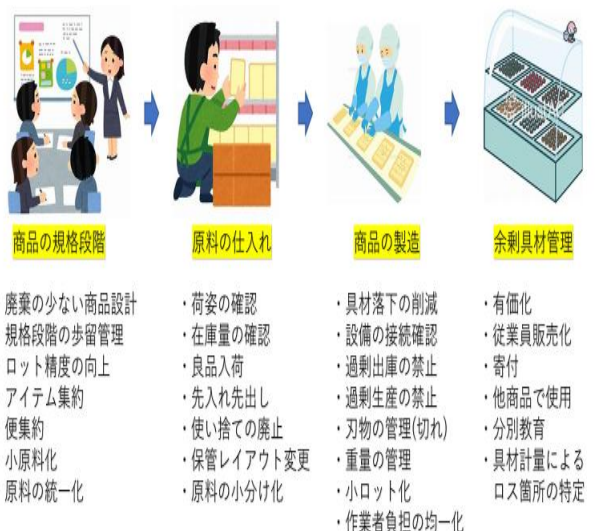 商品の規格段階
廃棄の少ない商品設計
規格段階の歩留管理
ロット精度の向上
アイテム集約
便集約
小原料化
原料の統一化
原料の仕入れ
・荷姿の確認
・在庫量の確認
・良品入荷
・先入れ先出し
・使い捨ての廃止
・保管レイアウト変更
・原料の小分け化
商品の製造
・具材落下の削減
・設備の接続確認
・過剰出庫の禁止
・過剰生産の禁止
・刃物の管理(切れ)
・重量の管理
・小ロット化
・作業者負担の均一化
余剰具材管理
・有価化
・従業員販売化
・寄付
・他商品で使用
・分別教育
・具材計量による
ロス箇所の特定